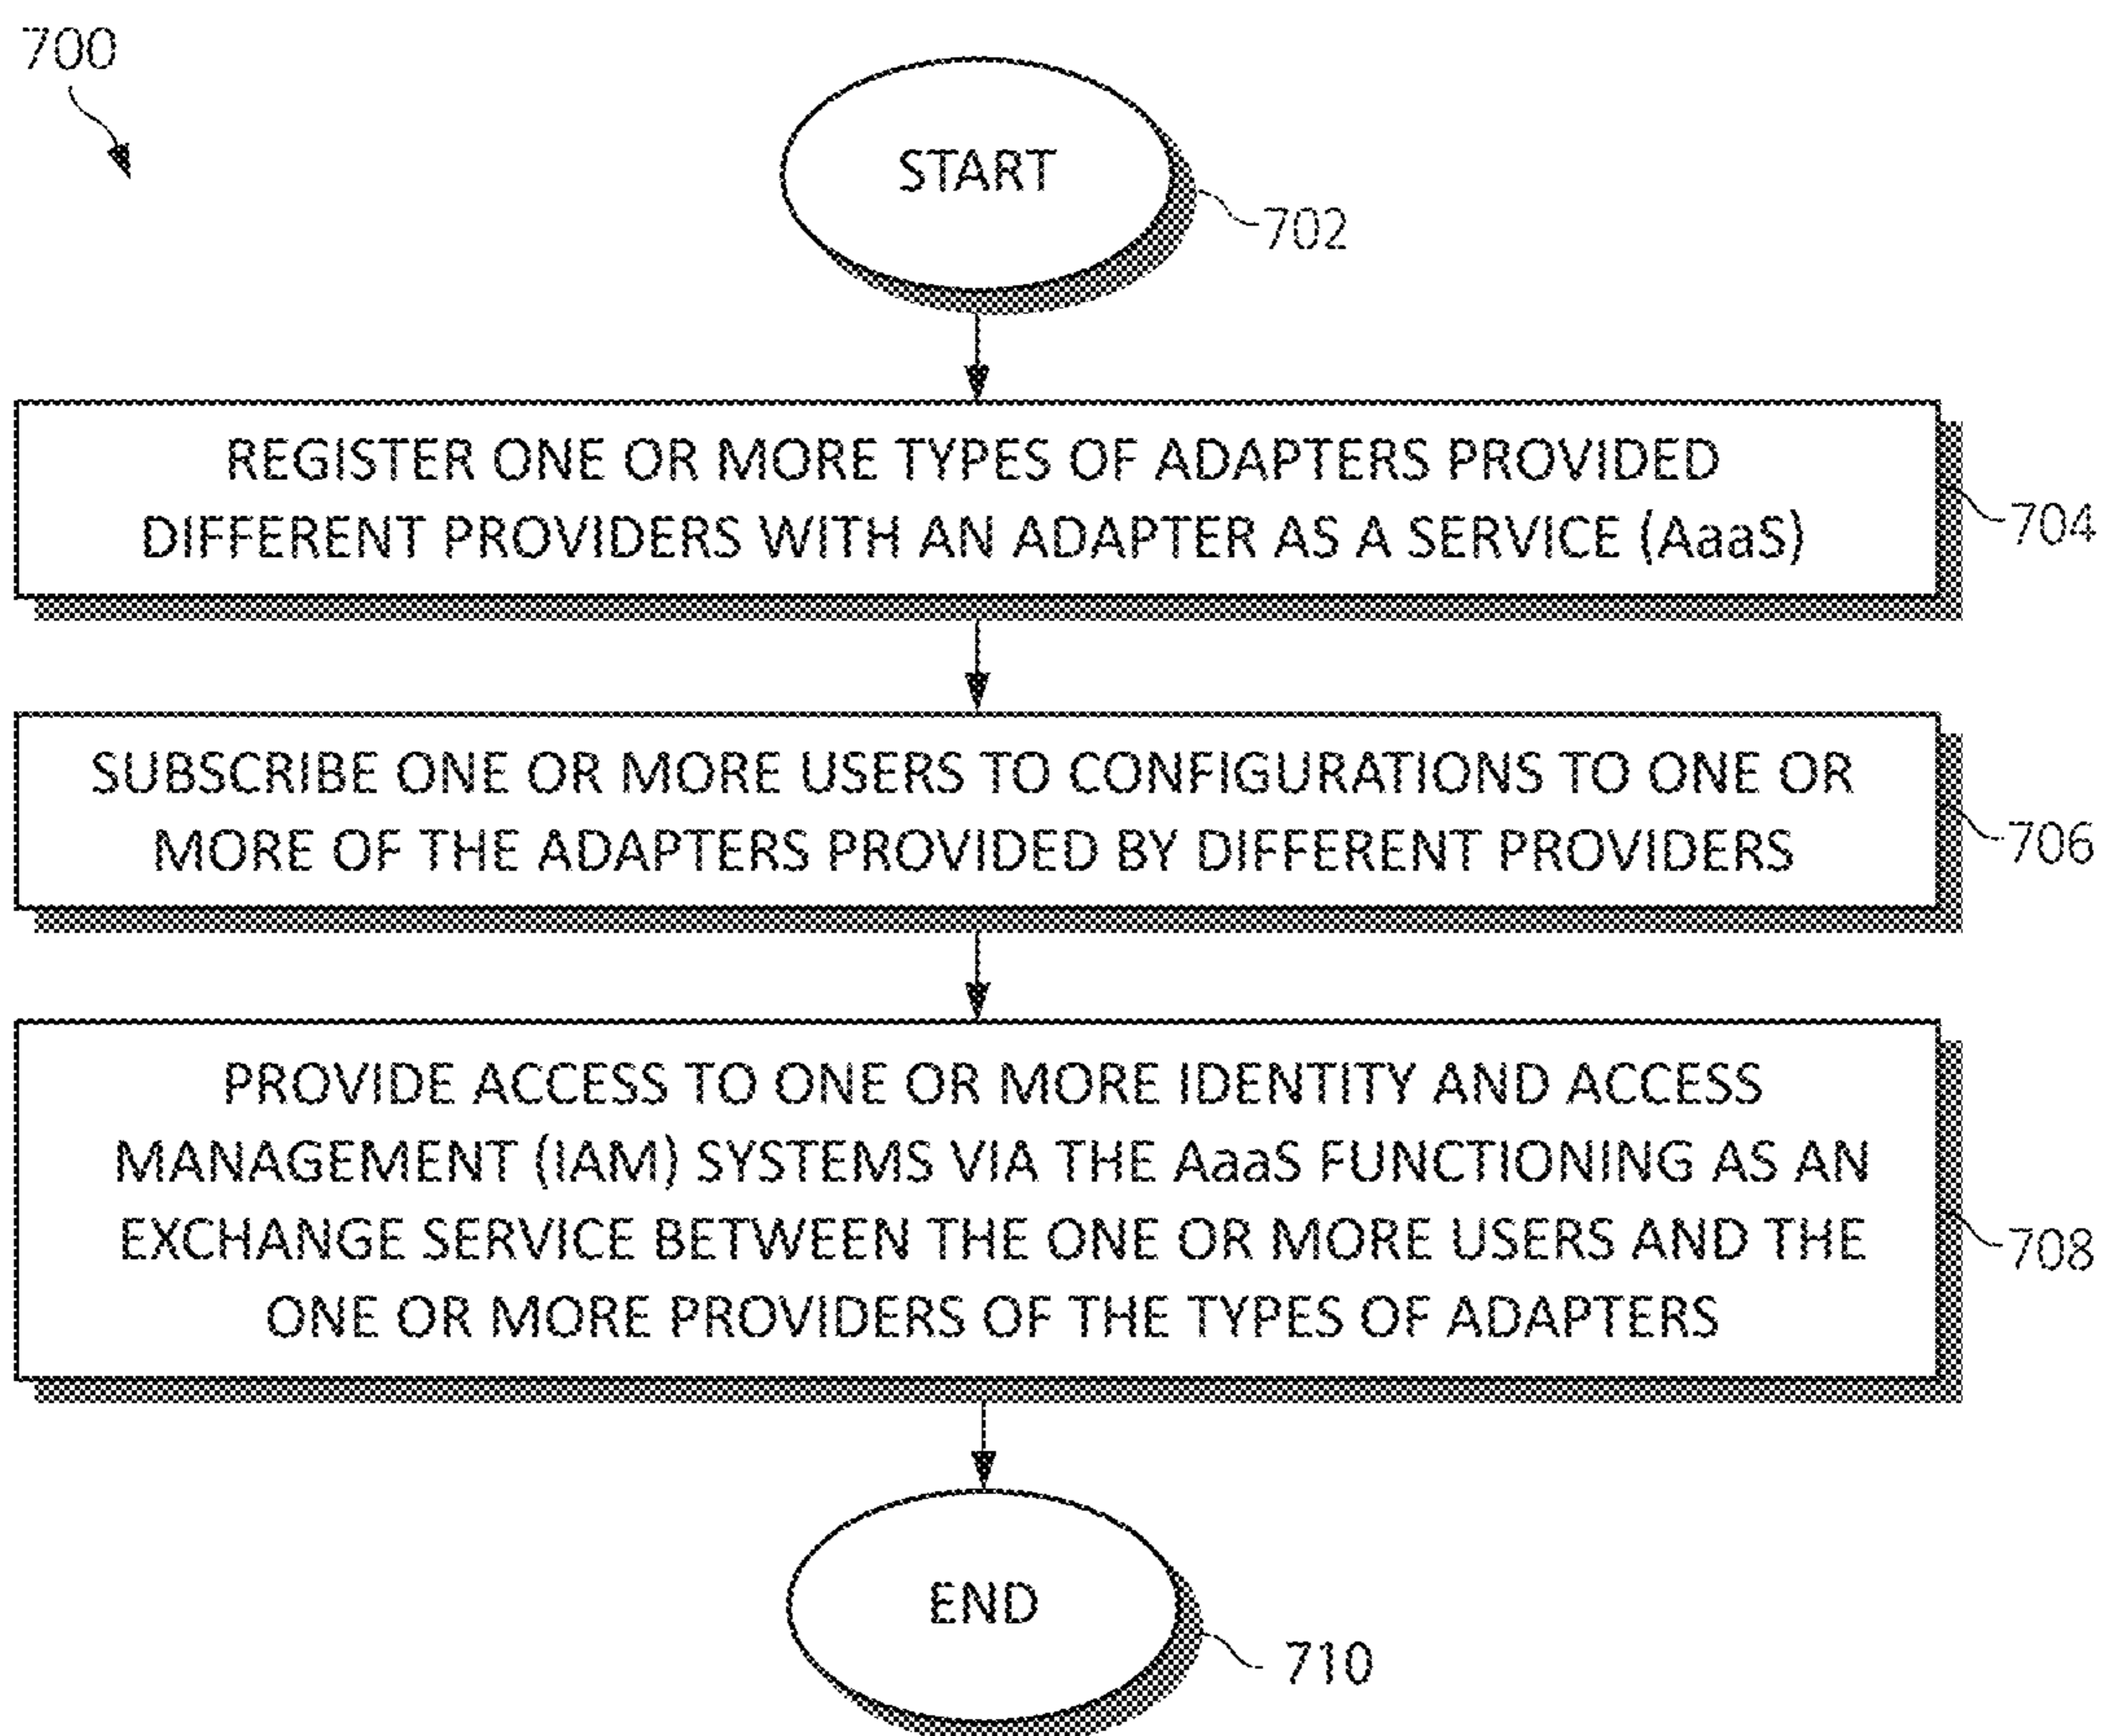 700
START
702
REGISTER ONE OR MORE TYPES OF ADAPTERS PROVIDED
DIFFERENT PROVIDERS WITH AN ADAPTER AS A SERVICE (AaaS)
704
SUBSCRIBE ONE OR MORE USERS TO CONFIGURATIONS TO ONE OR
MORE OF THE ADAPTERS PROVIDED BY DIFFERENT PROVIDERS
706
PROVIDE ACCESS TO ONE OR MORE IDENTITY AND ACCESS
MANAGEMENT (IAM) SYSTEMS VIA THE AaaS FUNCTIONING AS AN
EXCHANGE SERVICE BETWEEN THE ONE OR MORE USERS AND THE
ONE OR MORE PROVIDERS OF THE TYPES OF ADAPTERS
708
END
710